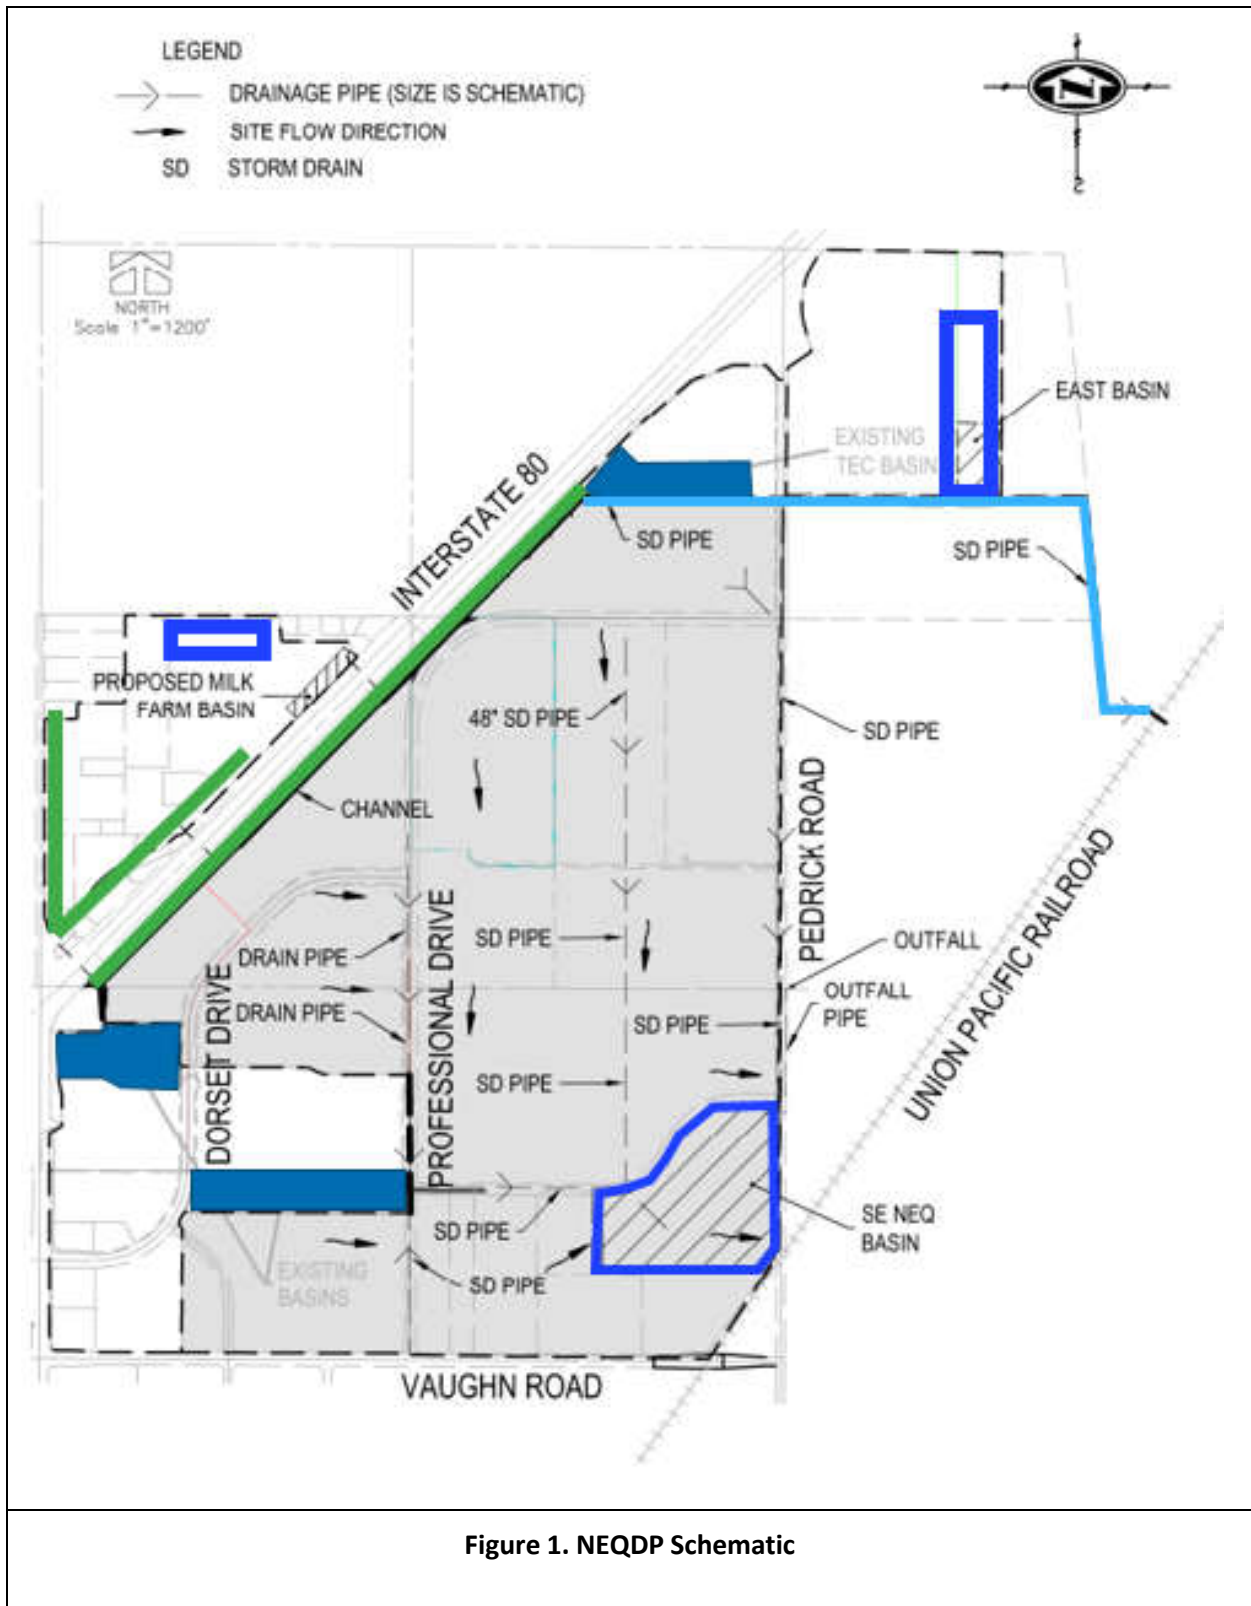 LEGEND
DRAINAGE PIPE (SIZE IS SCHEMATIC)
SITE FLOW DIRECTION
SD STORM DRAIN
N
NORTH
Scale 1"=1200'
EAST BASIN
EXISTING
TEC BASIN
INTERSTATE 80
SD PIPE
SD PIPE
PROPOSED MILK
FARM BASIN
48" SD PIPE
SD PIPE
CHANNEL
PEDRICK ROAD
UNION PACIFIC RAILROAD
DRAIN PIPE
SD PIPE
OUTFALL
DORSET DRIVE
PROFESSIONAL DRIVE
DRAIN PIPE
SD PIPE
OUTFALL
PIPE
SD PIPE
SD PIPE
SE NEQ
BASIN
EXISTING
BASINS
SD PIPE
VAUGHN ROAD
Figure 1. NEQDP Schematic